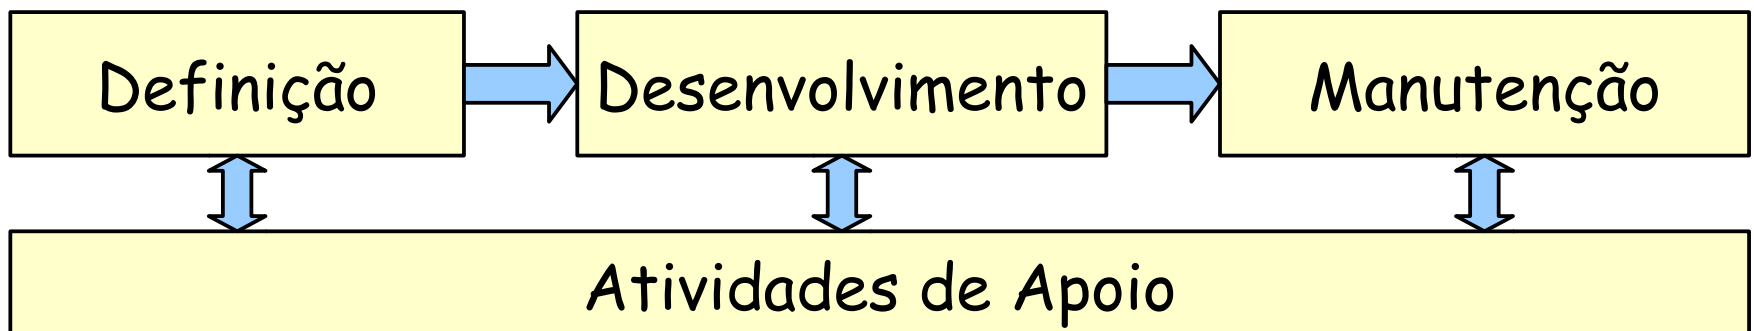 Definição
Desenvolvimento
Manutenção
Atividades de Apoio